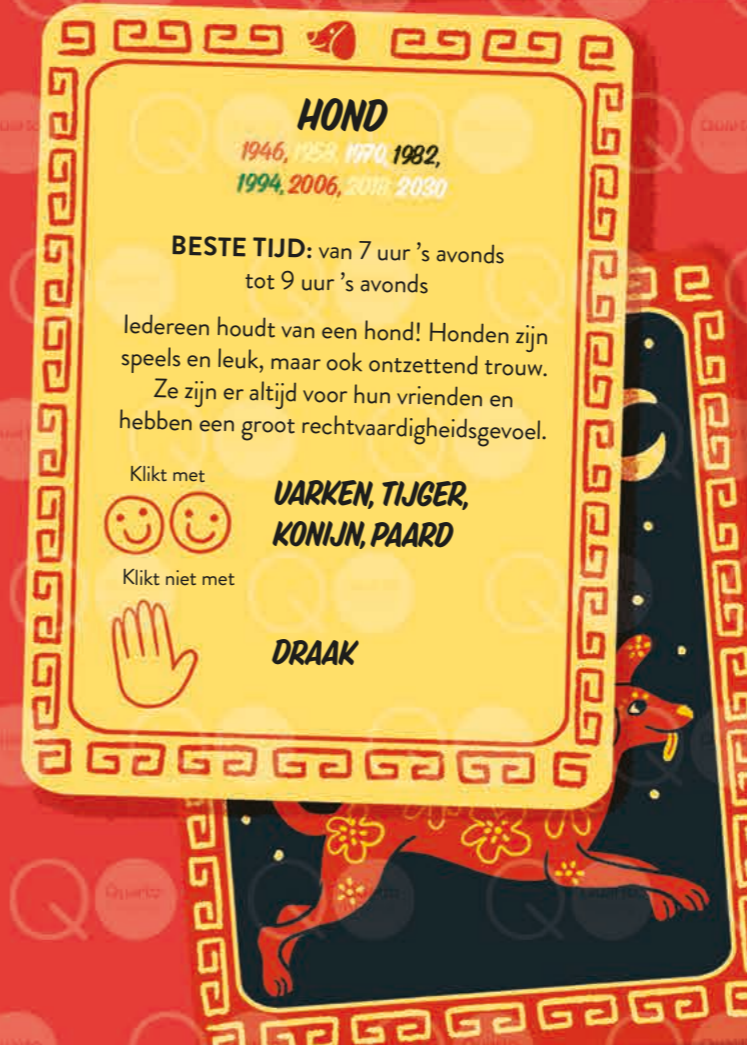 HOND
1946, 1958, 1970, 1982,
1994, 2006, 2018, 2030
BESTE TIJD: van 7 uur ’s avonds
tot 9 uur ’s avonds
Iedereen houdt van een hond! Honden zijn
speels en leuk, maar ook ontzettend trouw.
Ze zijn er altijd voor hun vrienden en
hebben een groot rechtvaardigheidsgevoel.
Klikt met
VARKEN, TIJGER,
KONIJN, PAARD
Klikt niet met
DRAAK
Quarto